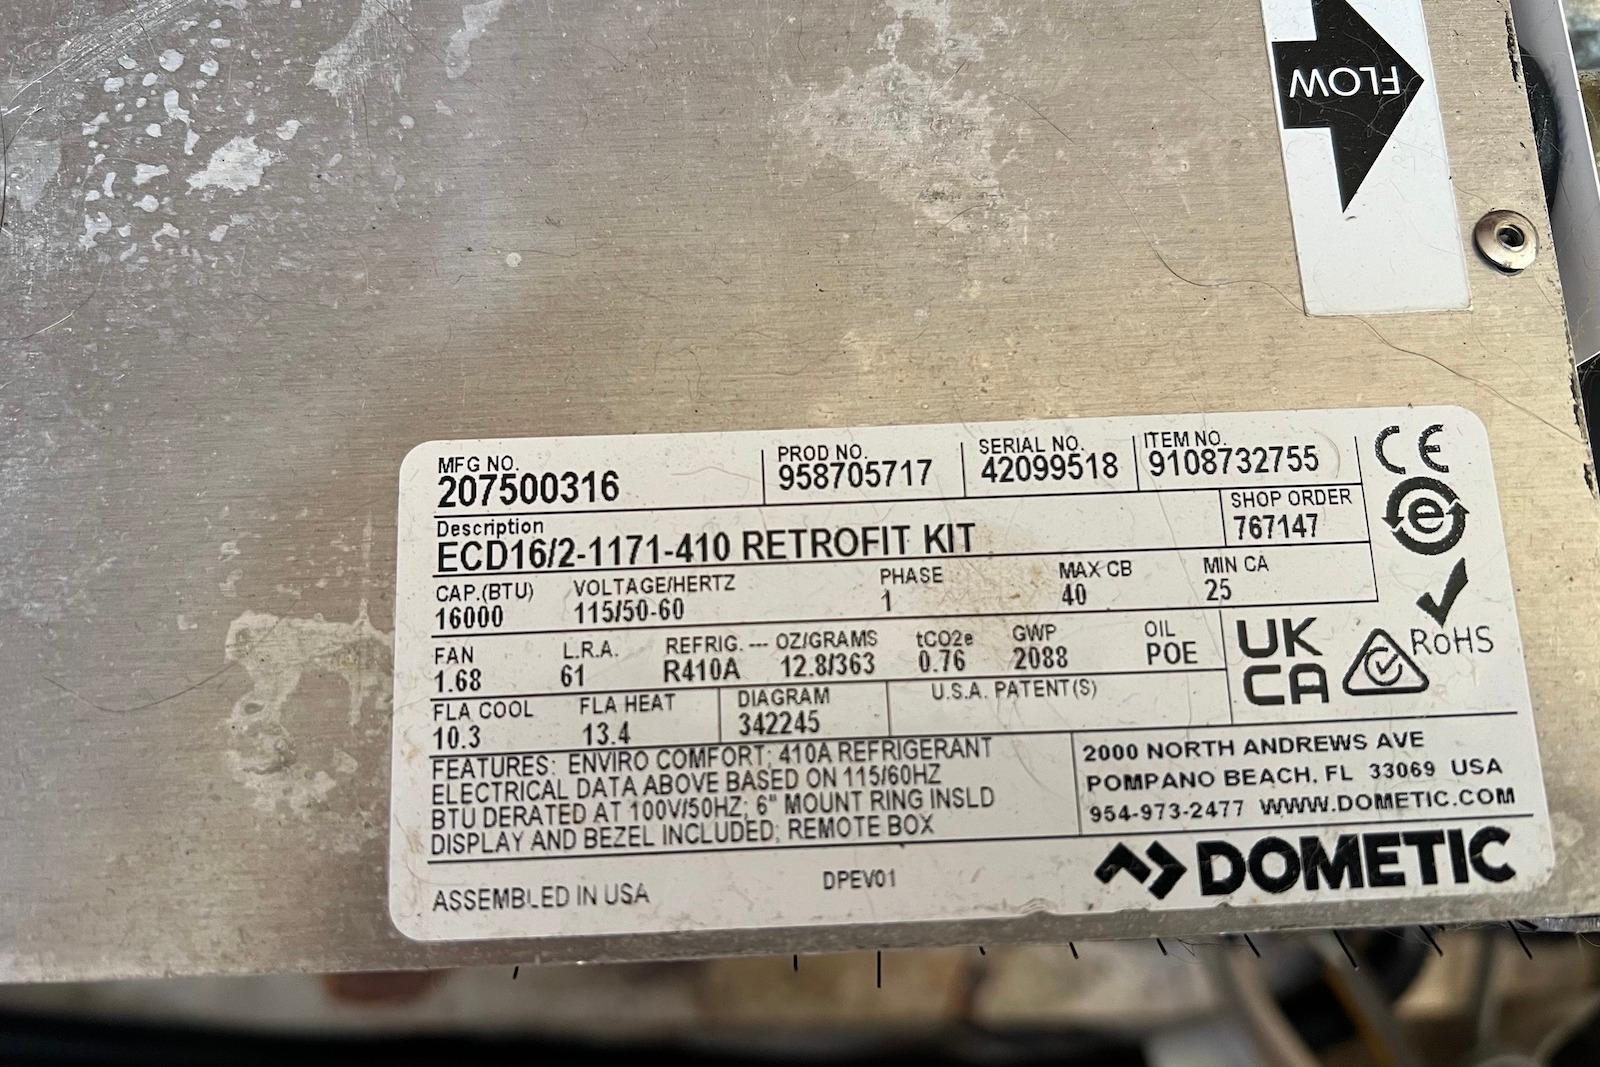 FLOW
MFG NO. PROD NO. SERIAL NO. ITEM NO.
207500316 958705717 42099518 9108732755
CE
Description SHOP ORDER
ECD16/2-1171-410 RETROFIT KIT 767147
e
CAP.(BTU) VOLTAGE/HERTZ PHASE MAX CB MIN CA
16000 115/50-60 1 40 25
FAN L.R.A. REFRIG. --- OZ/GRAMS tCO2e GWP OIL
1.68 61 R410A 12.8/363 0.76 2088 POE
UK
CA
RoHS
FLA COOL FLA HEAT DIAGRAM U.S.A. PATENT(S)
10.3 13.4 342245
FEATURES: ENVIRO COMFORT; 410A REFRIGERANT
ELECTRICAL DATA ABOVE BASED ON 115/60HZ
BTU DERATED AT 100V/50HZ; 6" MOUNT RING INSLD
DISPLAY AND BEZEL INCLUDED; REMOTE BOX
2000 NORTH ANDREWS AVE
POMPANO BEACH, FL 33069 USA
954-973-2477 WWW.DOMETIC.COM
ASSEMBLED IN USA DPEV01 DOMETIC